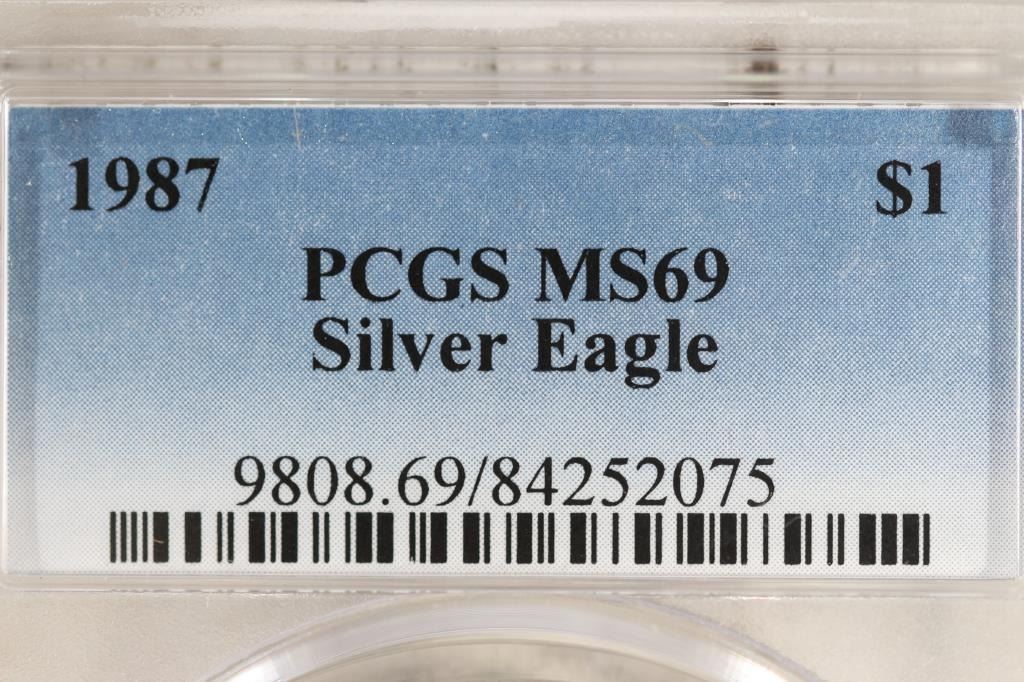 1987 $1
PCGS MS69
Silver Eagle
9808.69/84252075